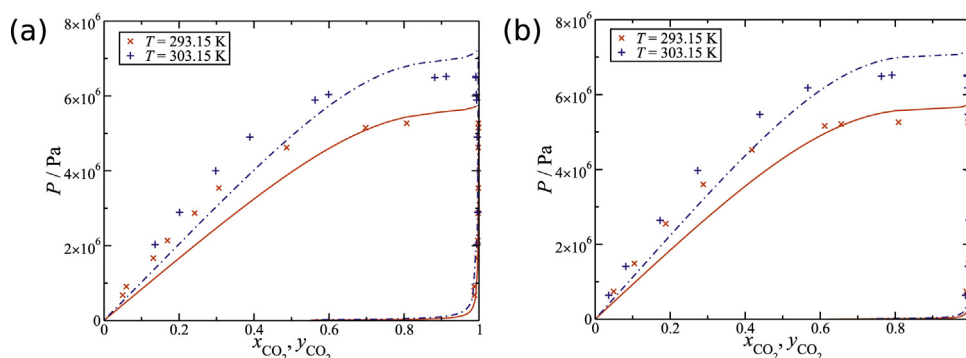 (a)
8×10⁶
× T = 293.15 K
+ T = 303.15 K
6×10⁶
P / Pa
4×10⁶
2×10⁶
0
0 0.2 0.4 0.6 0.8 1
x_CO₂, y_CO₂
(b)
8×10⁶
× T = 293.15 K
+ T = 303.15 K
6×10⁶
P / Pa
4×10⁶
2×10⁶
0
0 0.2 0.4 0.6 0.8
x_CO₂, y_CO₂